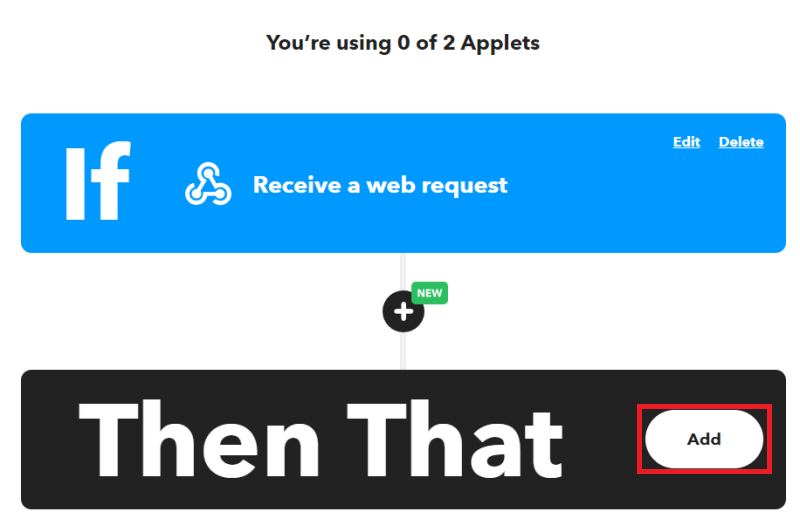 You're using 0 of 2 Applets
Edit Delete
If Receive a web request
NEW
Then That Add